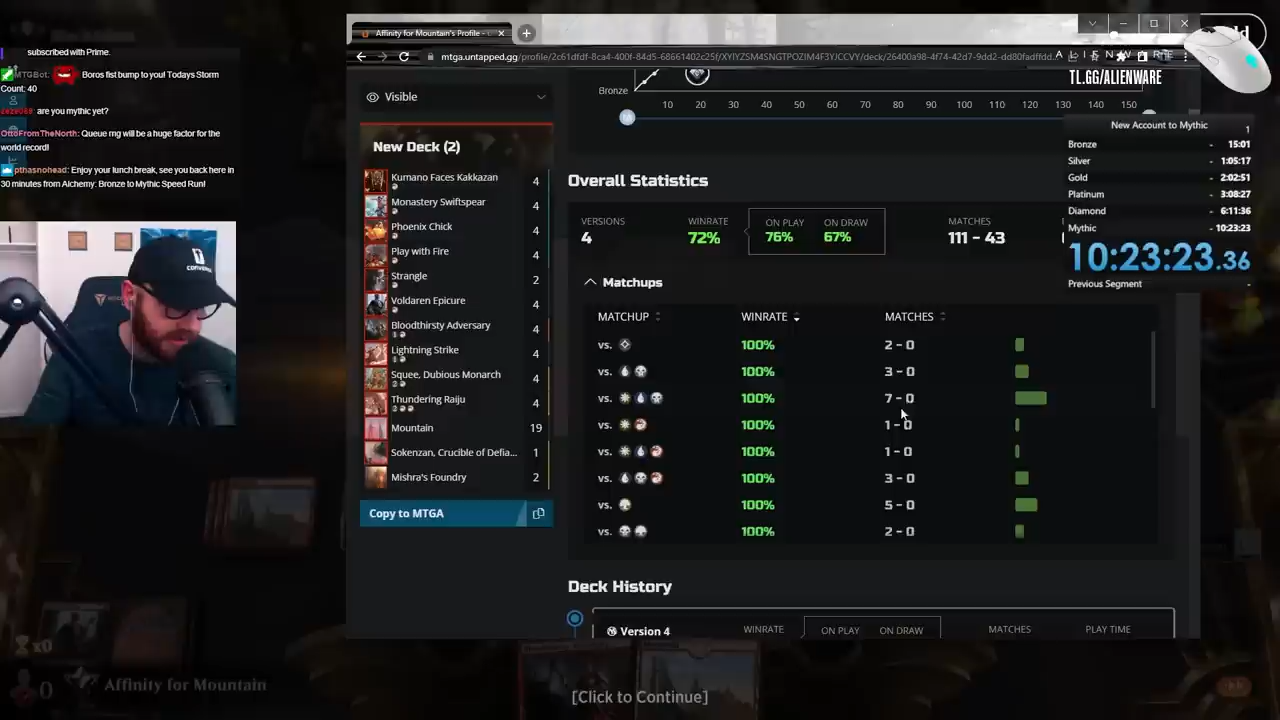 subscribed with Prime.
MTGBot: Boros fist bump to you! Todays Storm
Count: 40
are you mythic yet?
OttoFromTheNorth: Queue rng will be a huge factor for the
world record!
pthasnohead: Enjoy your lunch break, see you back here in
30 minutes from Alchemy: Bronze to Mythic Speed Run!
CONVERSE
Affinity for Mountain's Profile -
mtga.untapped.gg
Visible
New Deck (2)
Kumano Faces Kakkazan 4
Monastery Swiftspear 4
Phoenix Chick 4
Play with Fire 4
Strangle 2
Voldaren Epicure 4
Bloodthirsty Adversary 4
Lightning Strike 4
Squee, Dubious Monarch 4
Thundering Raiju 4
Mountain 19
Sokenzan, Crucible of Defia... 1
Mishra's Foundry 2
Copy to MTGA
Bronze
10 20 30 40 50 60 70 80 90 100 110 120 130 140 150
Overall Statistics
VERSIONS WINRATE ON PLAY ON DRAW MATCHES
4 72% 76% 67% 111 - 43
Matchups
MATCHUP WINRATE MATCHES
vs. 100% 2 - 0
vs. 100% 3 - 0
vs. 100% 7 - 0
vs. 100% 1 - 0
vs. 100% 1 - 0
vs. 100% 3 - 0
vs. 100% 5 - 0
vs. 100% 2 - 0
Deck History
Version 4 WINRATE ON PLAY ON DRAW MATCHES PLAY TIME
TL.GG/ALIENWARE
New Account to Mythic 1
Bronze - 15:01
Silver - 1:05:17
Gold - 2:02:51
Platinum - 3:08:27
Diamond - 6:11:36
Mythic - 10:23:23
10:23:23.36
Previous Segment -
x0
0
Affinity for Mountain
[Click to Continue]